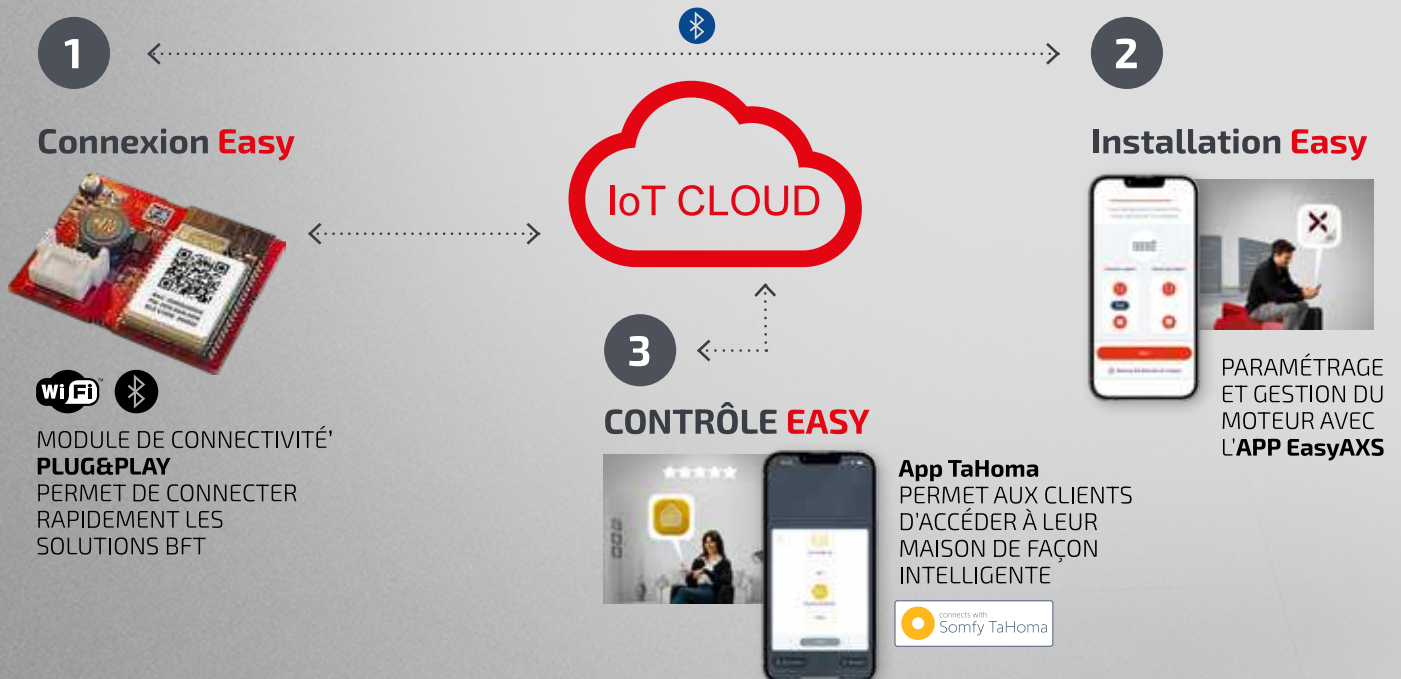 1
2
Connexion Easy
Installation Easy
IoT CLOUD
3
WiFi
MODULE DE CONNECTIVITÉ'
PLUG&PLAY
PERMET DE CONNECTER
RAPIDEMENT LES
SOLUTIONS BFT
CONTRÔLE EASY
App TaHoma
PERMET AUX CLIENTS
D'ACCÉDER À LEUR
MAISON DE FAÇON
INTELLIGENTE
connects with
Somfy TaHoma
PARAMÉTRAGE
ET GESTION DU
MOTEUR AVEC
L'APP EasyAXS